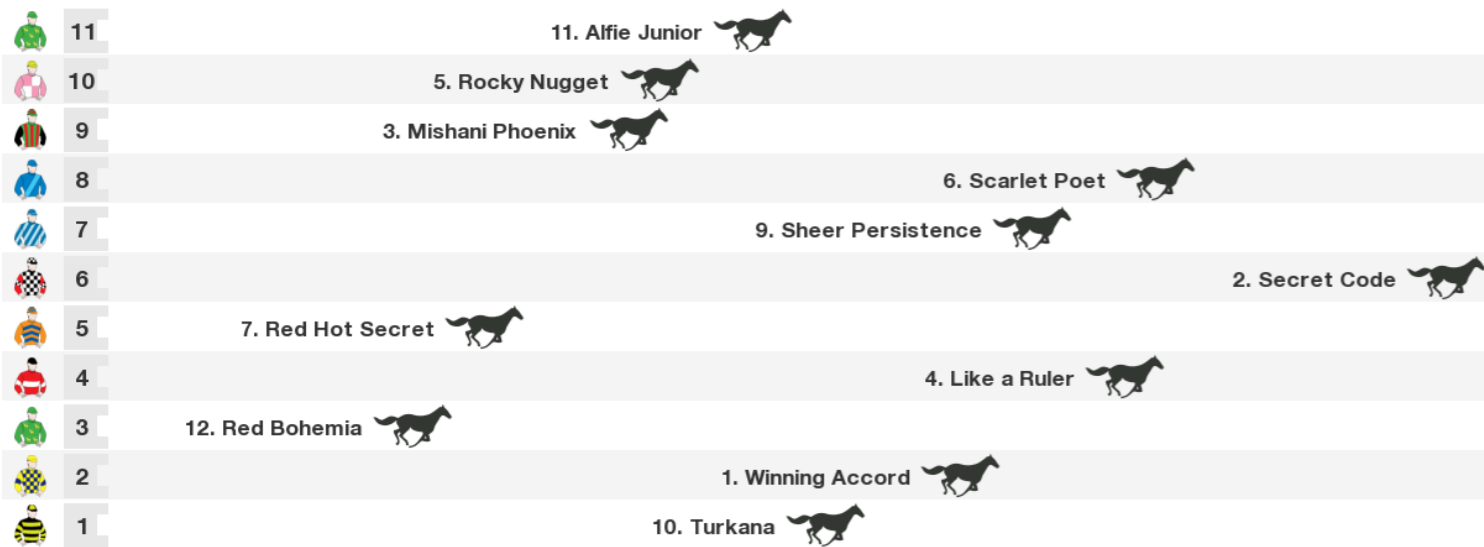 11 11. Alfie Junior
10 5. Rocky Nugget
9 3. Mishani Phoenix
8 6. Scarlet Poet
7 9. Sheer Persistence
6 2. Secret Code
5 7. Red Hot Secret
4 4. Like a Ruler
3 12. Red Bohemia
2 1. Winning Accord
1 10. Turkana